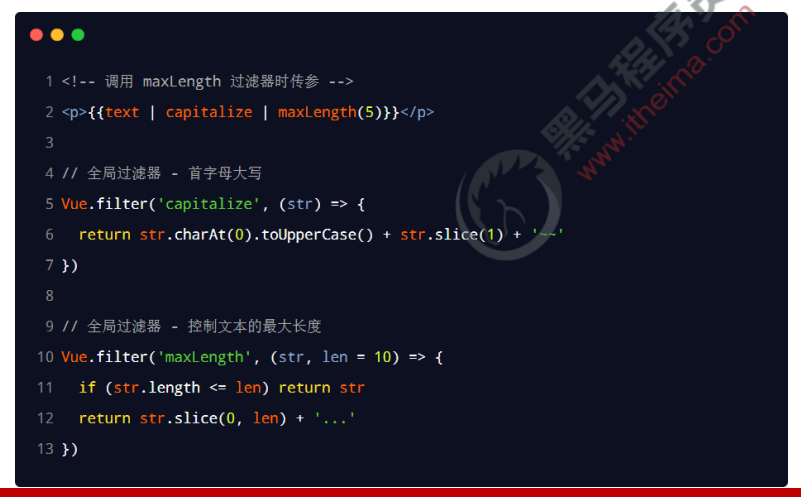 黑马程序员
www.itheima.com
1 <!-- 调用 maxLength 过滤器时传参 -->
2 <p>{{text | capitalize | maxLength(5)}}</p>
3
4 // 全局过滤器 - 首字母大写
5 Vue.filter('capitalize', (str) => {
6   return str.charAt(0).toUpperCase() + str.slice(1) + '~~'
7 })
8
9 // 全局过滤器 - 控制文本的最大长度
10 Vue.filter('maxLength', (str, len = 10) => {
11   if (str.length <= len) return str
12   return str.slice(0, len) + '...'
13 })